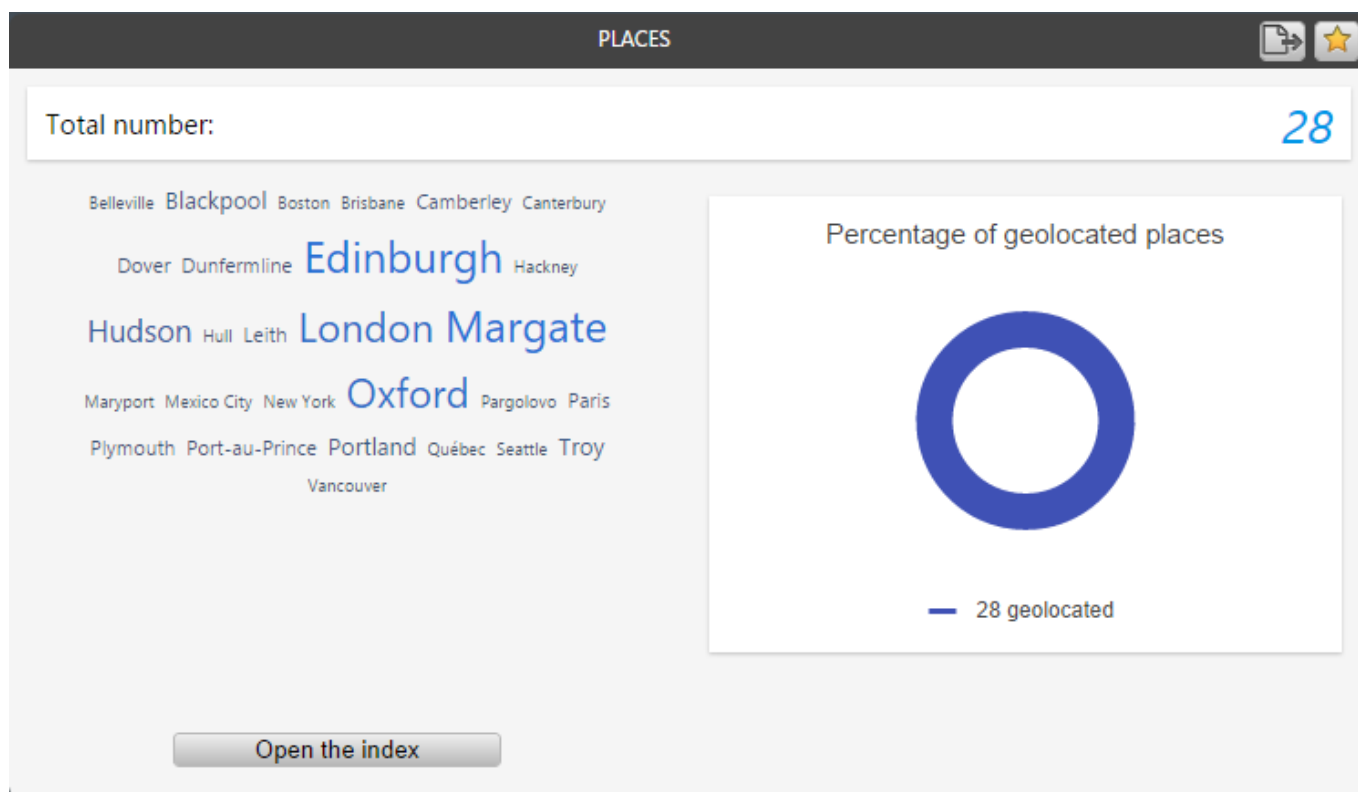 PLACES
Total number:
28
Belleville Blackpool Boston Brisbane Camberley Canterbury
Dover Dunfermline Edinburgh Hackney
Hudson Hull Leith London Margate
Maryport Mexico City New York Oxford Pargolovo Paris
Plymouth Port-au-Prince Portland Québec Seattle Troy
Vancouver
Percentage of geolocated places
28 geolocated
Open the index